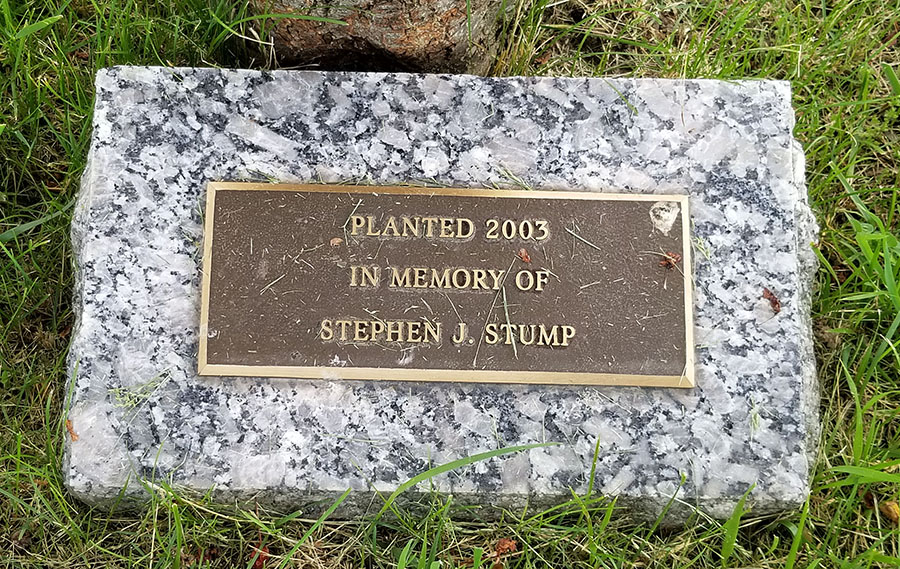 PLANTED 2003
IN MEMORY OF
STEPHEN J. STUMP